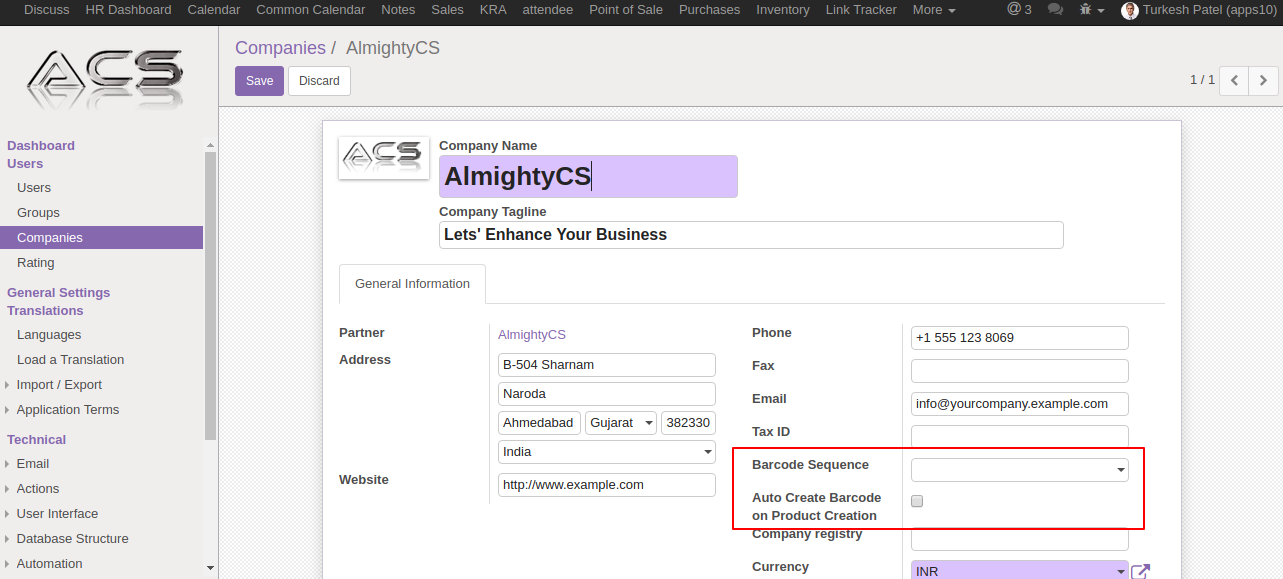 Discuss HR Dashboard Calendar Common Calendar Notes Sales KRA attendee Point of Sale Purchases Inventory Link Tracker More @ 3 Turkesh Patel (apps10)
ACS
Companies / AlmightyCS
Save Discard
1 / 1
Dashboard
Users
Users
Groups
Companies
Rating
General Settings
Translations
Languages
Load a Translation
Import / Export
Application Terms
Technical
Email
Actions
User Interface
Database Structure
Automation
ACS
Company Name
AlmightyCS
Company Tagline
Lets' Enhance Your Business
General Information
Partner AlmightyCS
Address B-504 Sharnam
Naroda
Ahmedabad Gujarat 382330
India
Website http://www.example.com
Phone +1 555 123 8069
Fax
Email info@yourcompany.example.com
Tax ID
Barcode Sequence
Auto Create Barcode
on Product Creation
Company registry
Currency INR